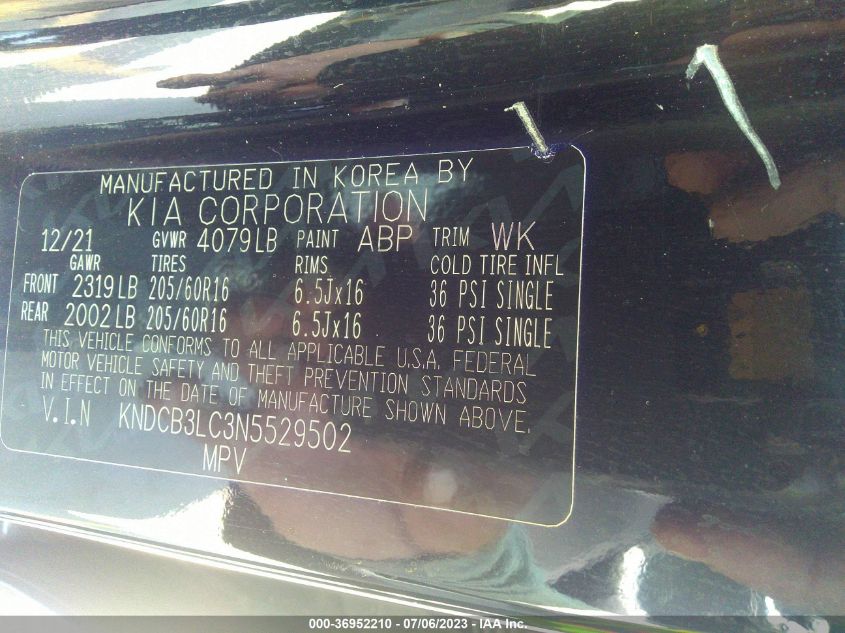 MANUFACTURED IN KOREA BY
KIA CORPORATION
12/21 GVWR 4079LB PAINT ABP TRIM WK
GAWR TIRES RIMS COLD TIRE INFL
FRONT 2319LB 205/60R16 6.5Jx16 36 PSI SINGLE
REAR 2002LB 205/60R16 6.5Jx16 36 PSI SINGLE
THIS VEHICLE CONFORMS TO ALL APPLICABLE U.S.A. FEDERAL
MOTOR VEHICLE SAFETY AND THEFT PREVENTION STANDARDS
IN EFFECT ON THE DATE OF MANUFACTURE SHOWN ABOVE.
V.I.N KNDCB3LC3N5529502
MPV
000-36952210 - 07/06/2023 - IAA Inc.